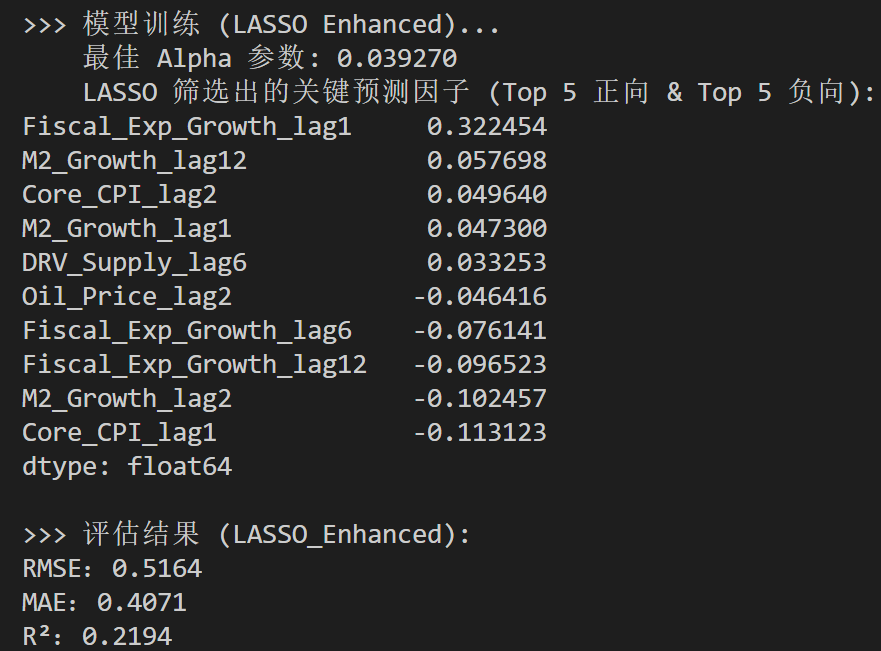 >>> 模型训练 (LASSO Enhanced)...
    最佳 Alpha 参数: 0.039270
    LASSO 筛选出的关键预测因子 (Top 5 正向 & Top 5 负向):
Fiscal_Exp_Growth_lag1     0.322454
M2_Growth_lag12            0.057698
Core_CPI_lag2              0.049640
M2_Growth_lag1             0.047300
DRV_Supply_lag6            0.033253
Oil_Price_lag2            -0.046416
Fiscal_Exp_Growth_lag6    -0.076141
Fiscal_Exp_Growth_lag12   -0.096523
M2_Growth_lag2            -0.102457
Core_CPI_lag1             -0.113123
dtype: float64

>>> 评估结果 (LASSO_Enhanced):
RMSE: 0.5164
MAE: 0.4071
R²: 0.2194